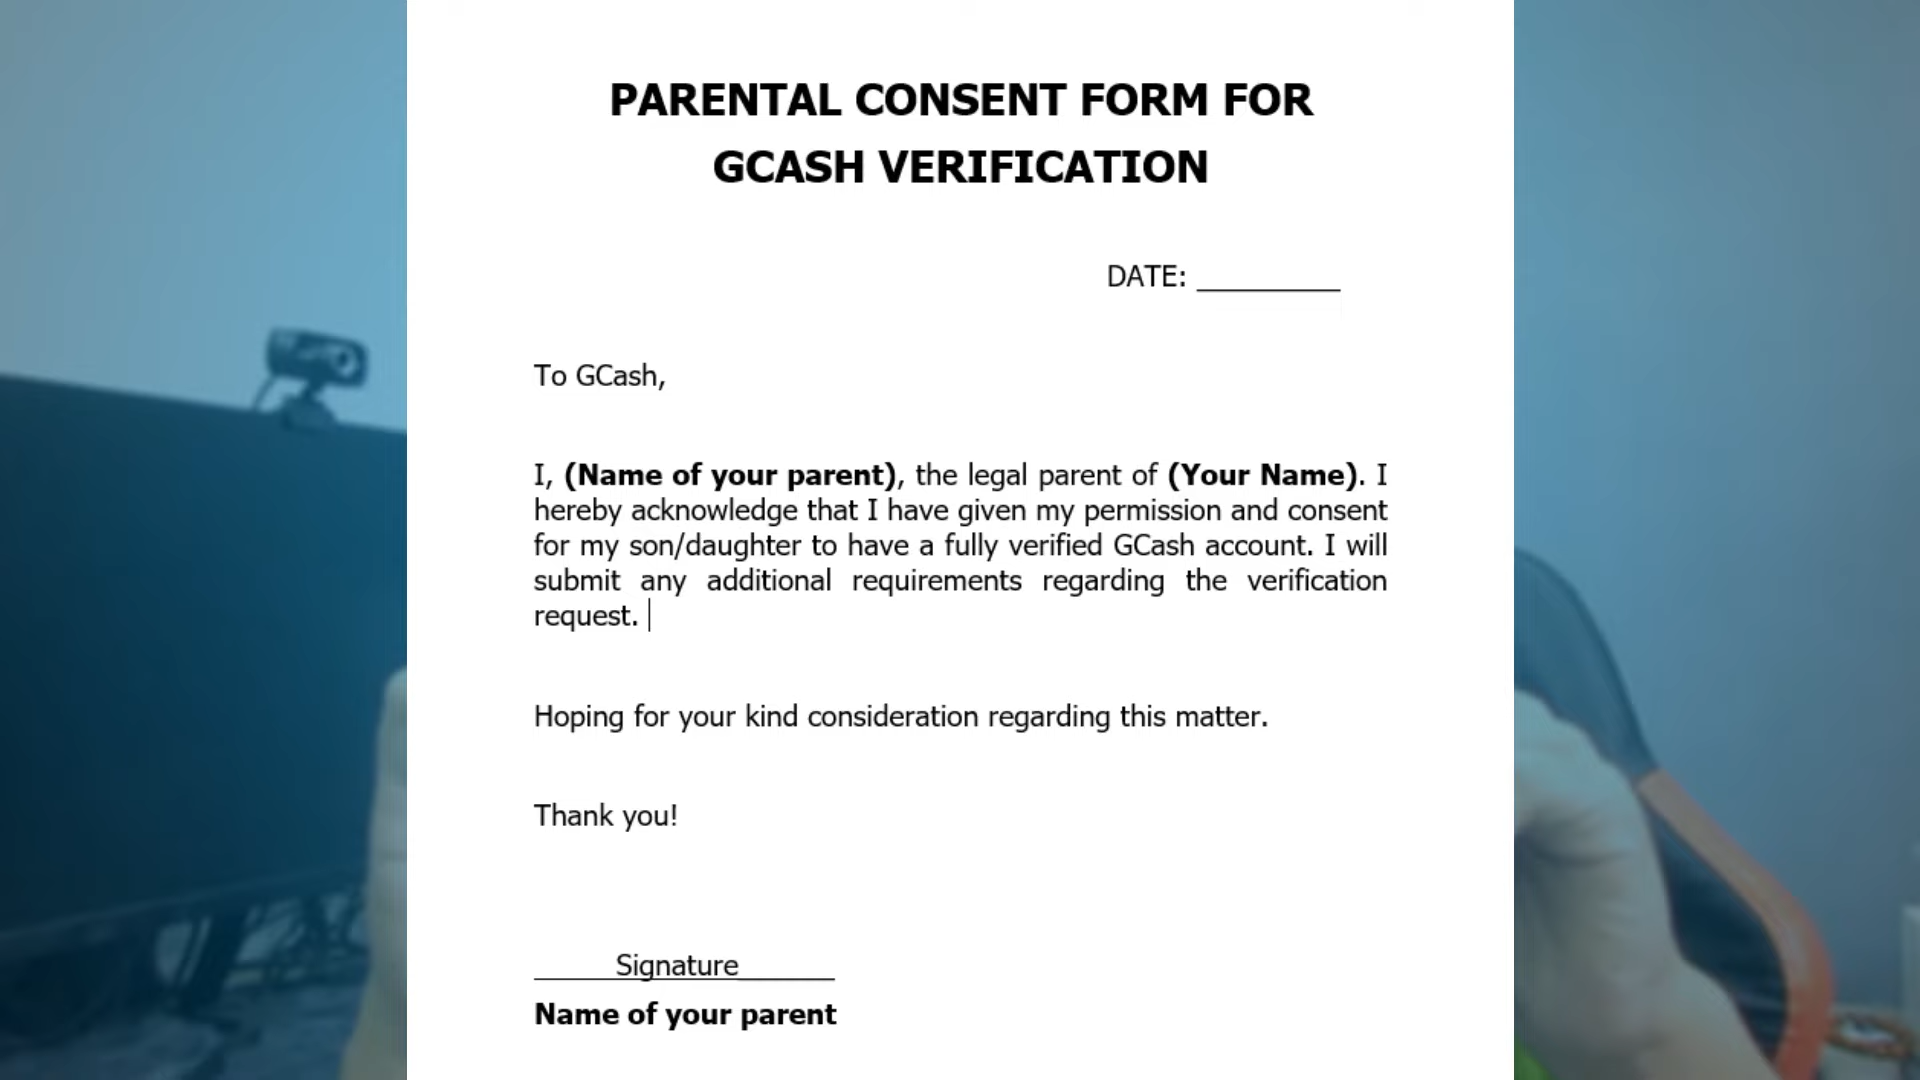 PARENTAL CONSENT FORM FOR
GCASH VERIFICATION
DATE: __________
To GCash,
I, (Name of your parent), the legal parent of (Your Name). I
hereby acknowledge that I have given my permission and consent
for my son/daughter to have a fully verified GCash account. I will
submit any additional requirements regarding the verification
request.
Hoping for your kind consideration regarding this matter.
Thank you!
______Signature______
Name of your parent